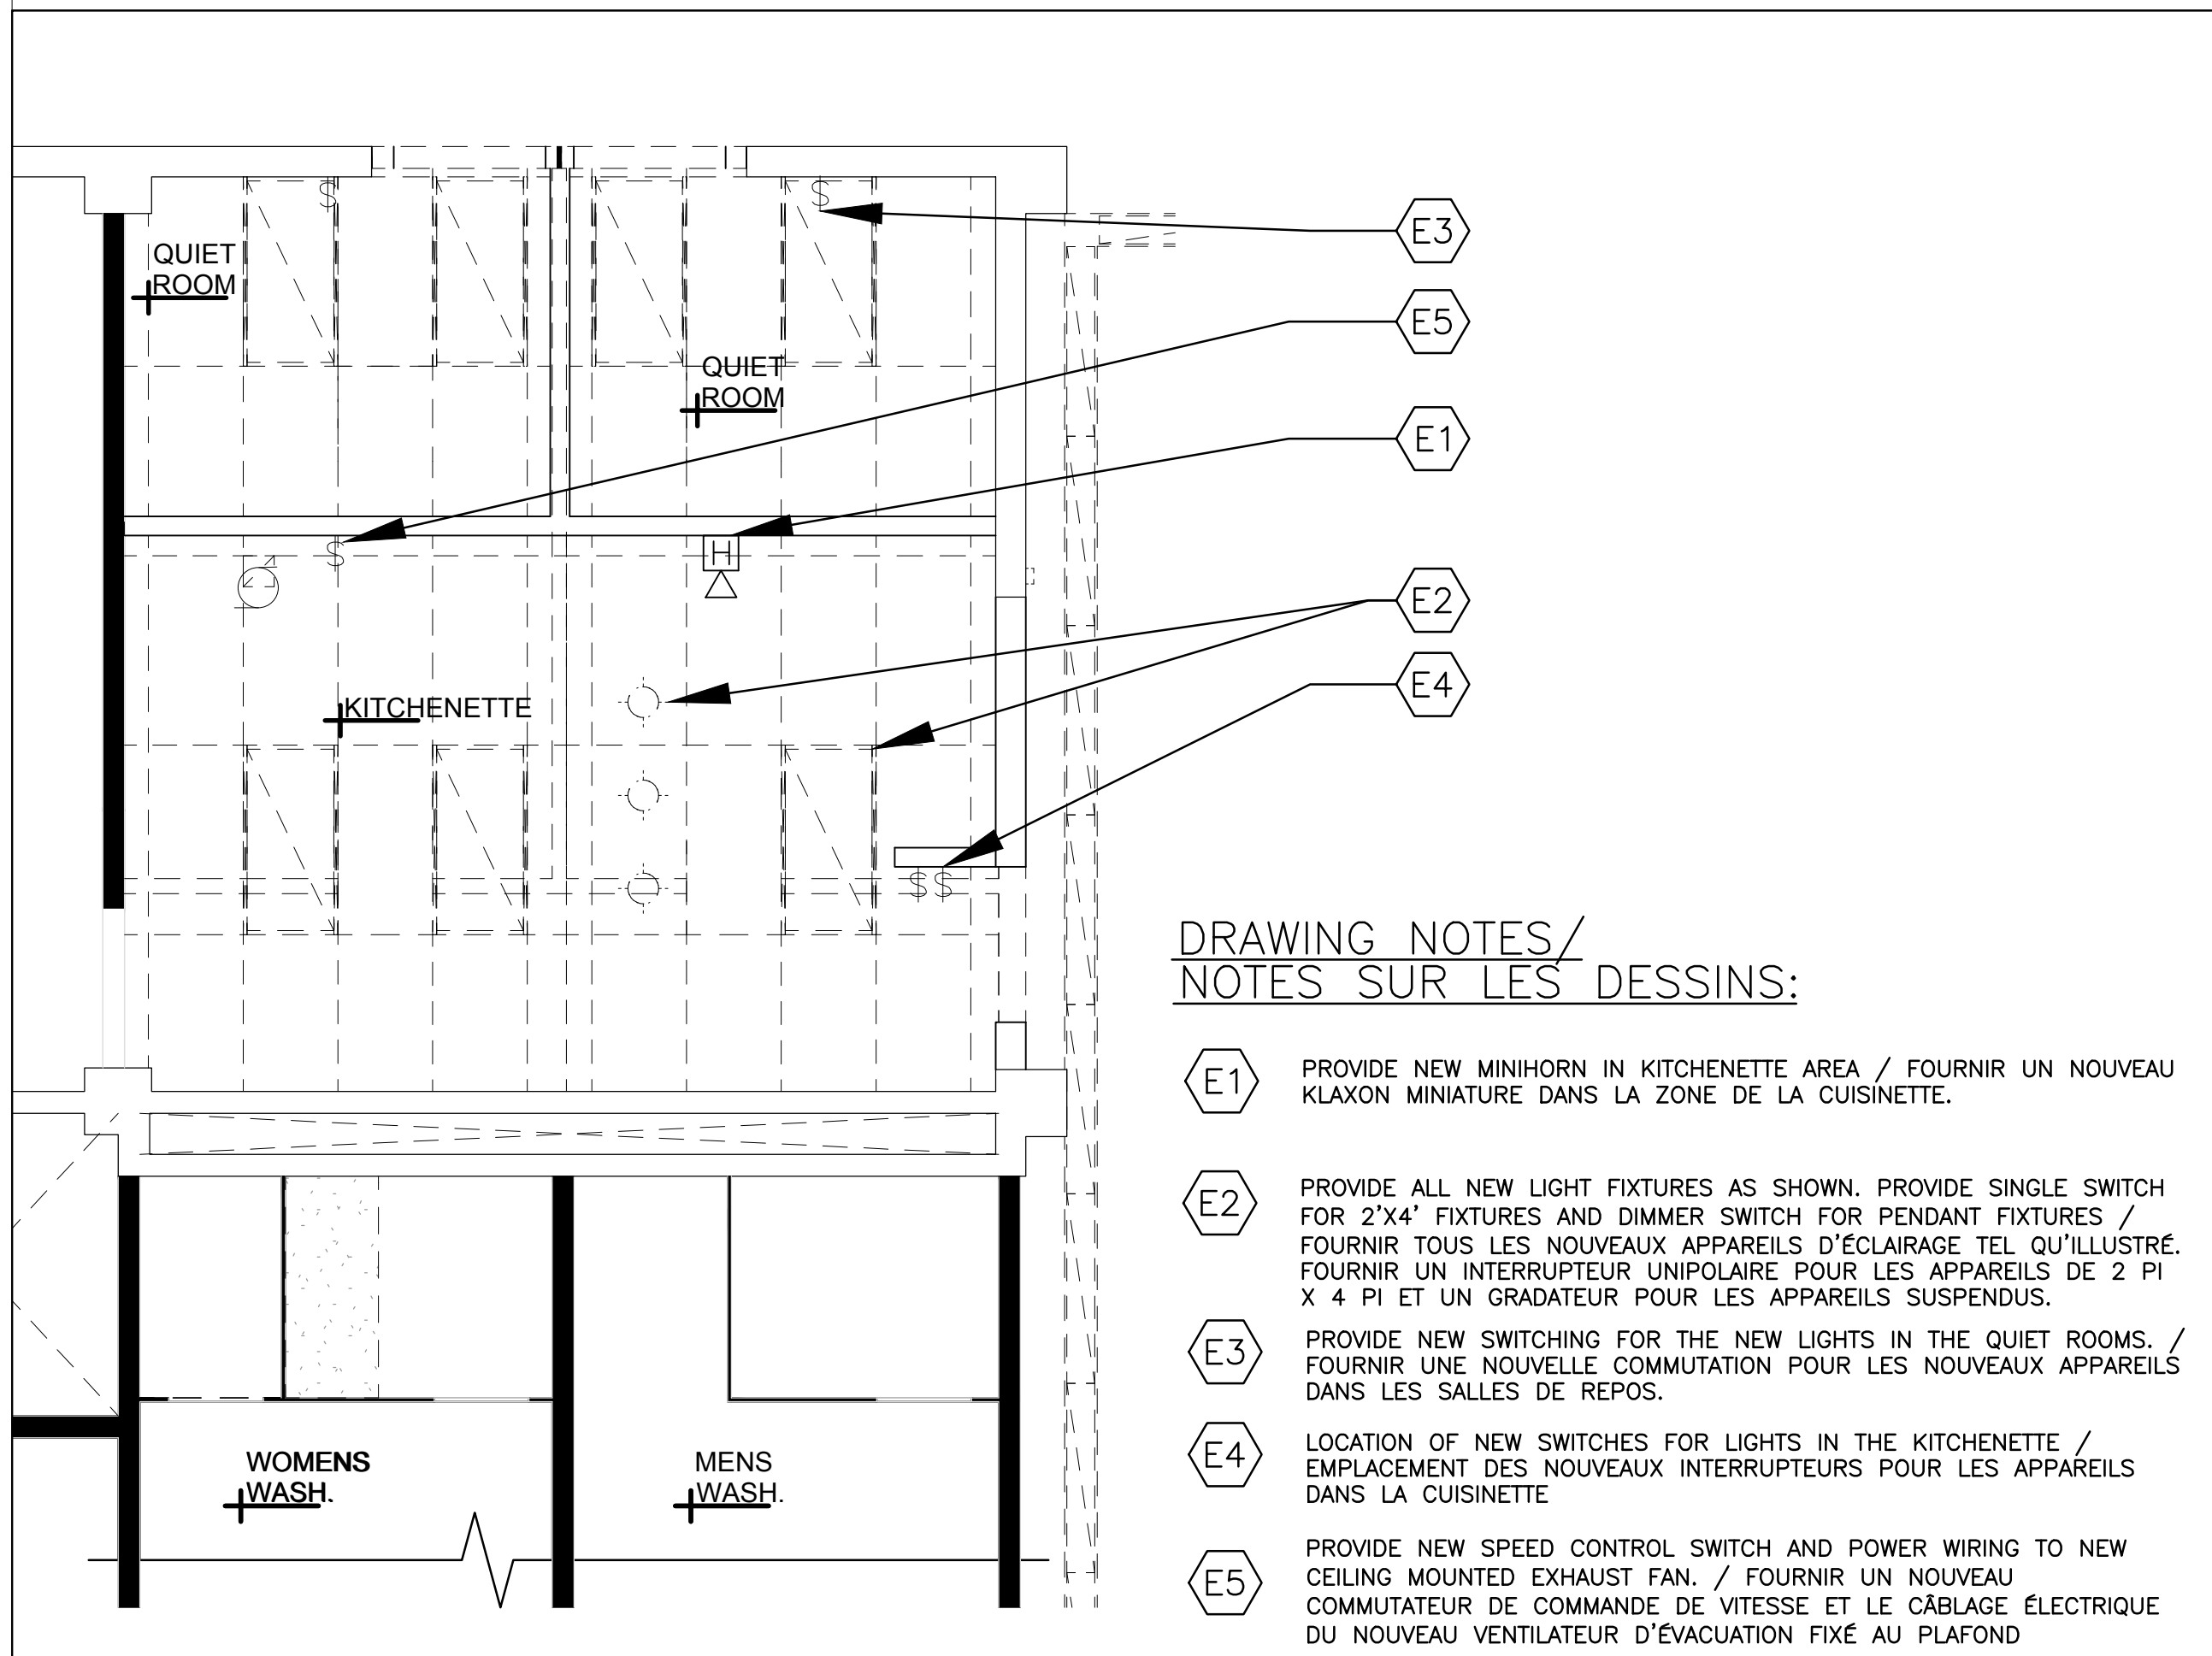 QUIET
ROOM
QUIET
ROOM
S
S
S
H
KITCHENETTE
SS
E3
E5
E1
E2
E4
WOMENS
WASH.
MENS
WASH.
DRAWING NOTES/
NOTES SUR LES DESSINS:
E1
PROVIDE NEW MINIHORN IN KITCHENETTE AREA / FOURNIR UN NOUVEAU
KLAXON MINIATURE DANS LA ZONE DE LA CUISINETTE.
E2
PROVIDE ALL NEW LIGHT FIXTURES AS SHOWN. PROVIDE SINGLE SWITCH
FOR 2'X4' FIXTURES AND DIMMER SWITCH FOR PENDANT FIXTURES /
FOURNIR TOUS LES NOUVEAUX APPAREILS D'ÉCLAIRAGE TEL QU'ILLUSTRÉ.
FOURNIR UN INTERRUPTEUR UNIPOLAIRE POUR LES APPAREILS DE 2 PI
X 4 PI ET UN GRADATEUR POUR LES APPAREILS SUSPENDUS.
E3
PROVIDE NEW SWITCHING FOR THE NEW LIGHTS IN THE QUIET ROOMS. /
FOURNIR UNE NOUVELLE COMMUTATION POUR LES NOUVEAUX APPAREILS
DANS LES SALLES DE REPOS.
E4
LOCATION OF NEW SWITCHES FOR LIGHTS IN THE KITCHENETTE /
EMPLACEMENT DES NOUVEAUX INTERRUPTEURS POUR LES APPAREILS
DANS LA CUISINETTE
E5
PROVIDE NEW SPEED CONTROL SWITCH AND POWER WIRING TO NEW
CEILING MOUNTED EXHAUST FAN. / FOURNIR UN NOUVEAU
COMMUTATEUR DE COMMANDE DE VITESSE ET LE CÂBLAGE ÉLECTRIQUE
DU NOUVEAU VENTILATEUR D'ÉVACUATION FIXÉ AU PLAFOND